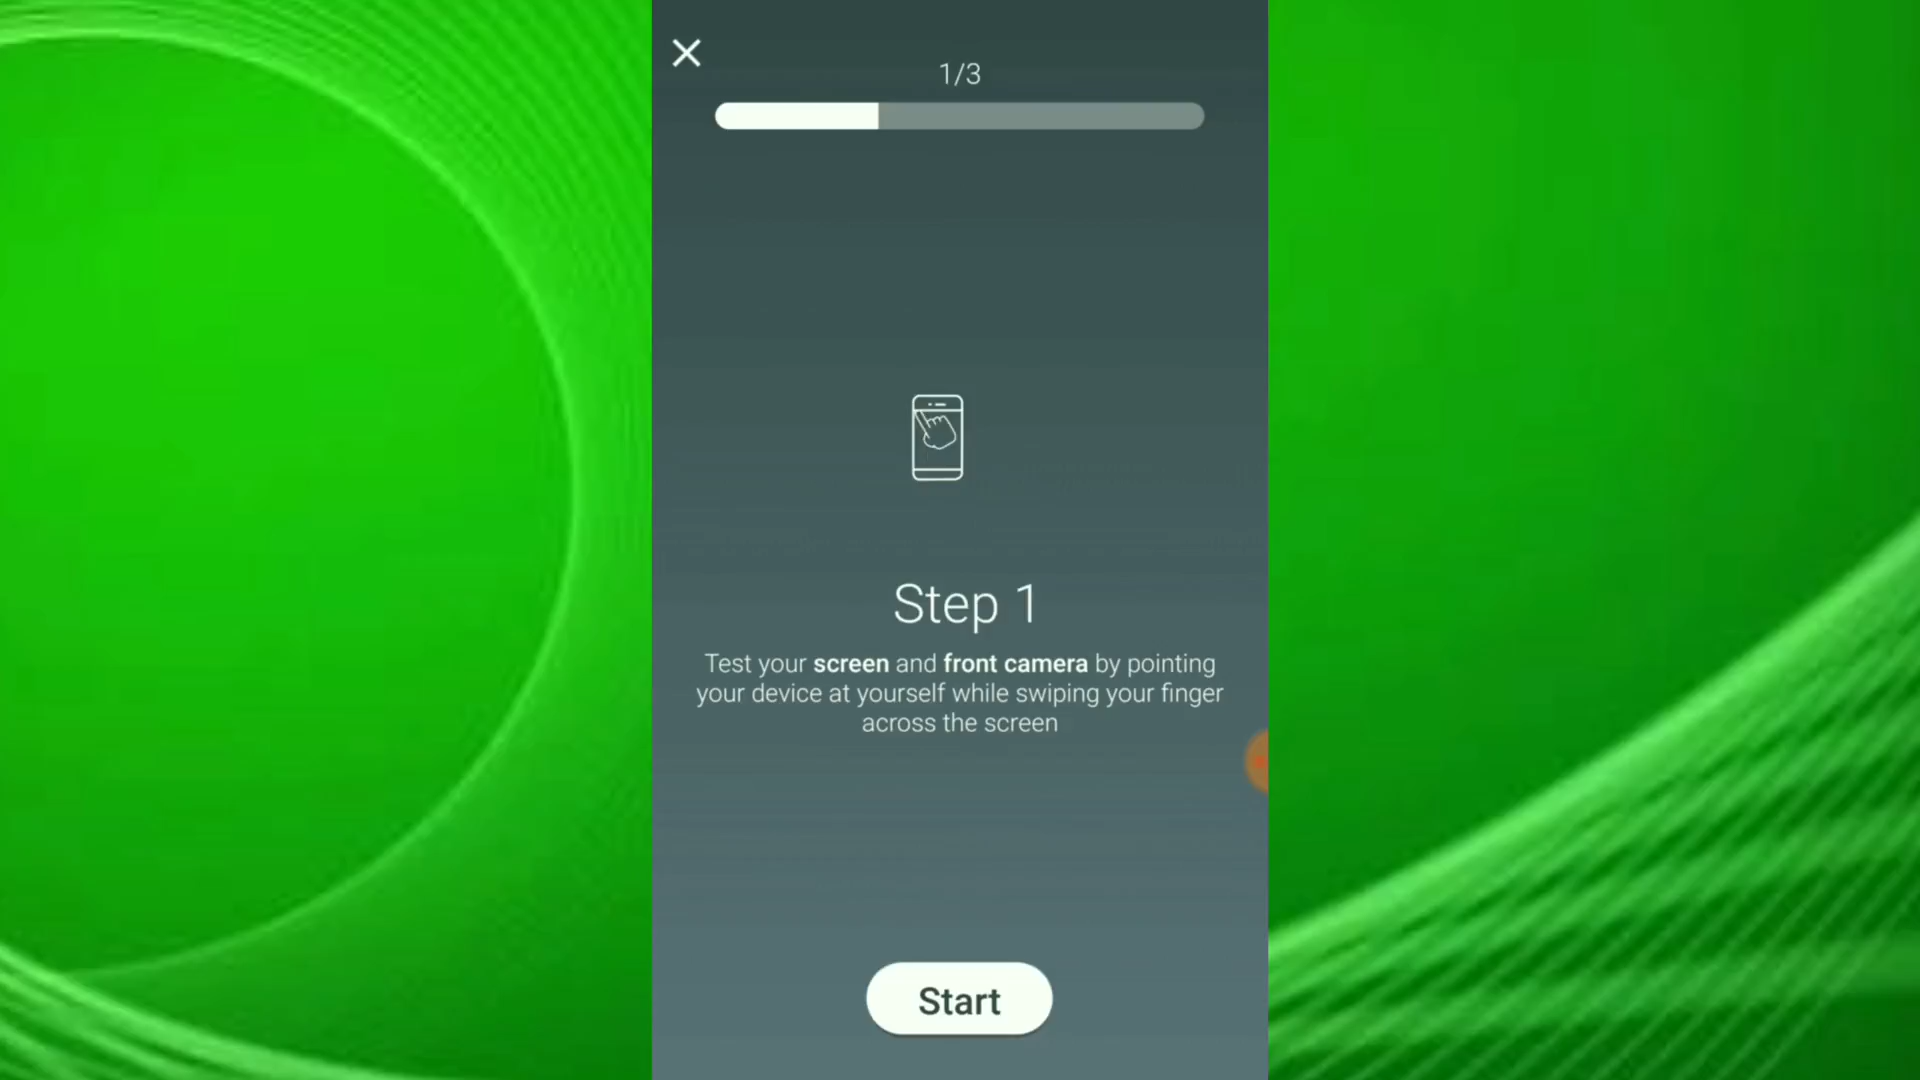 1/3
Step 1
Test your screen and front camera by pointing
your device at yourself while swiping your finger
across the screen
Start